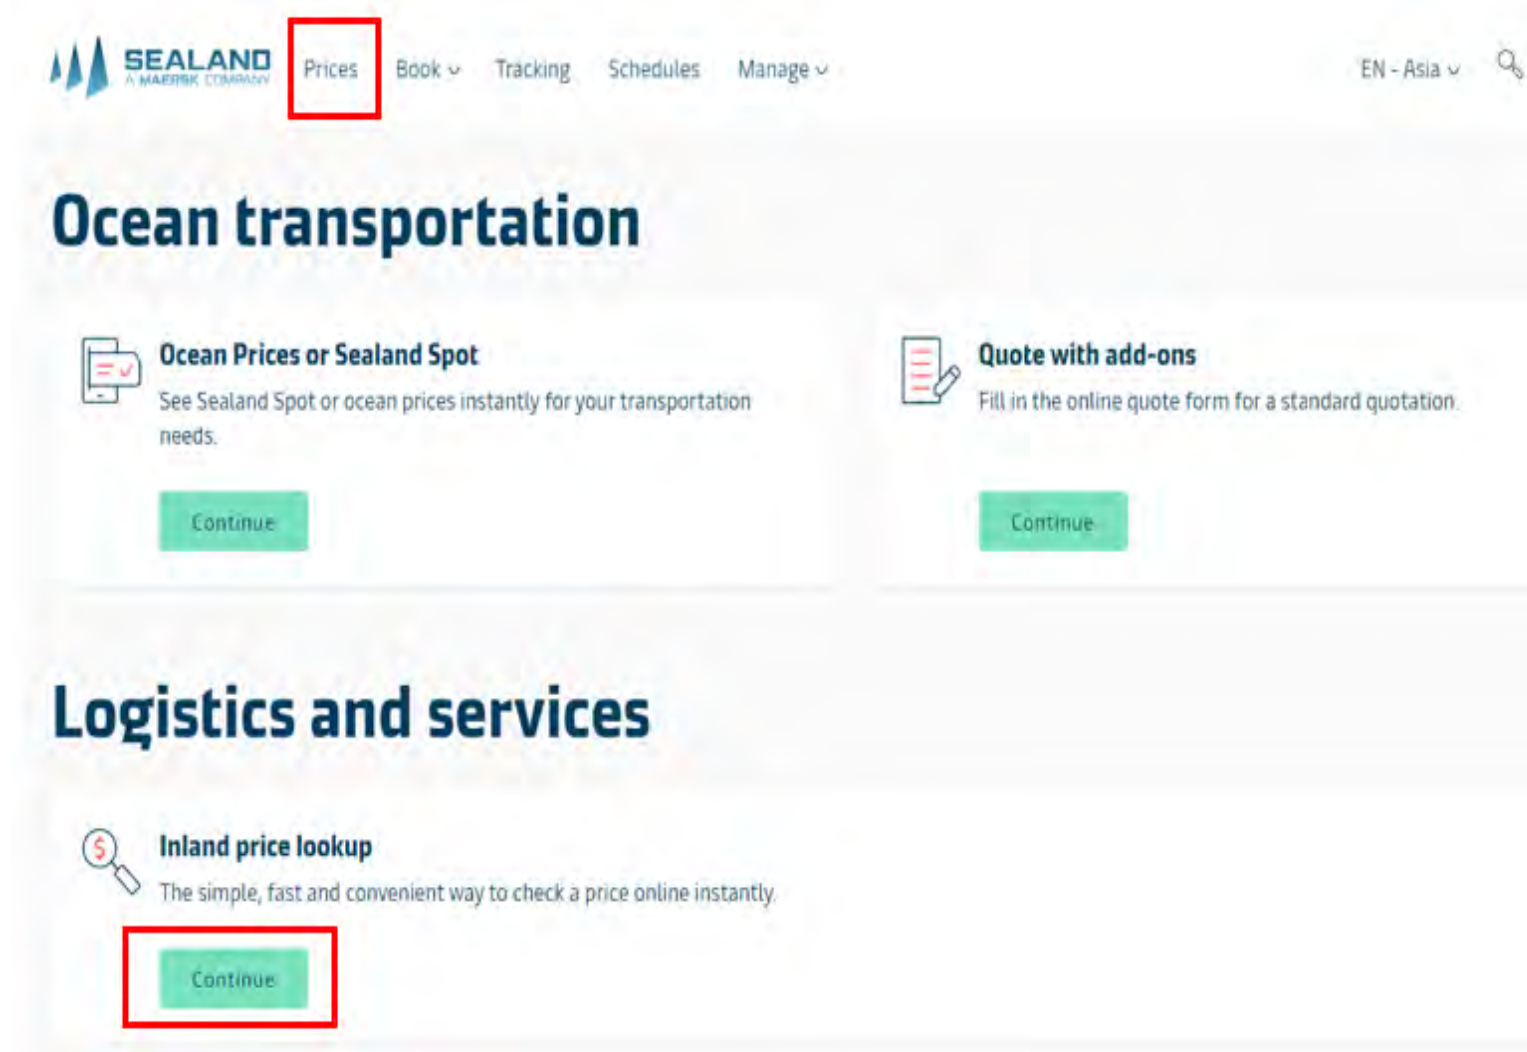 SEALAND
A MAERSK COMPANY
Prices Book Tracking Schedules Manage EN - Asia
Ocean transportation
Ocean Prices or Sealand Spot
See Sealand Spot or ocean prices instantly for your transportation
needs.
Continue
Quote with add-ons
Fill in the online quote form for a standard quotation.
Continue
Logistics and services
$
Inland price lookup
The simple, fast and convenient way to check a price online instantly.
Continue